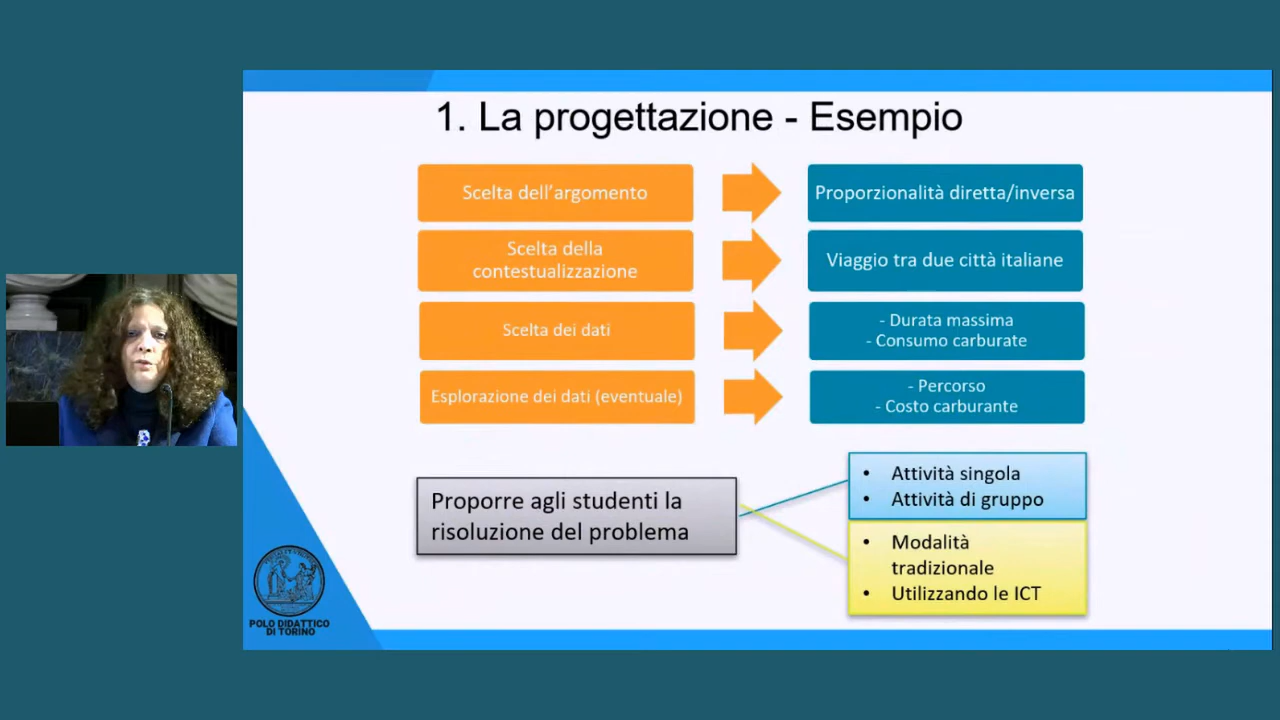 1. La progettazione - Esempio
Scelta dell'argomento
Proporzionalità diretta/inversa
Scelta della
contestualizzazione
Viaggio tra due città italiane
Scelta dei dati
- Durata massima
- Consumo carburate
Esplorazione dei dati (eventuale)
- Percorso
- Costo carburante
Proporre agli studenti la
risoluzione del problema
• Attività singola
• Attività di gruppo
• Modalità
tradizionale
• Utilizzando le ICT
POLO DIDATTICO
DI TORINO